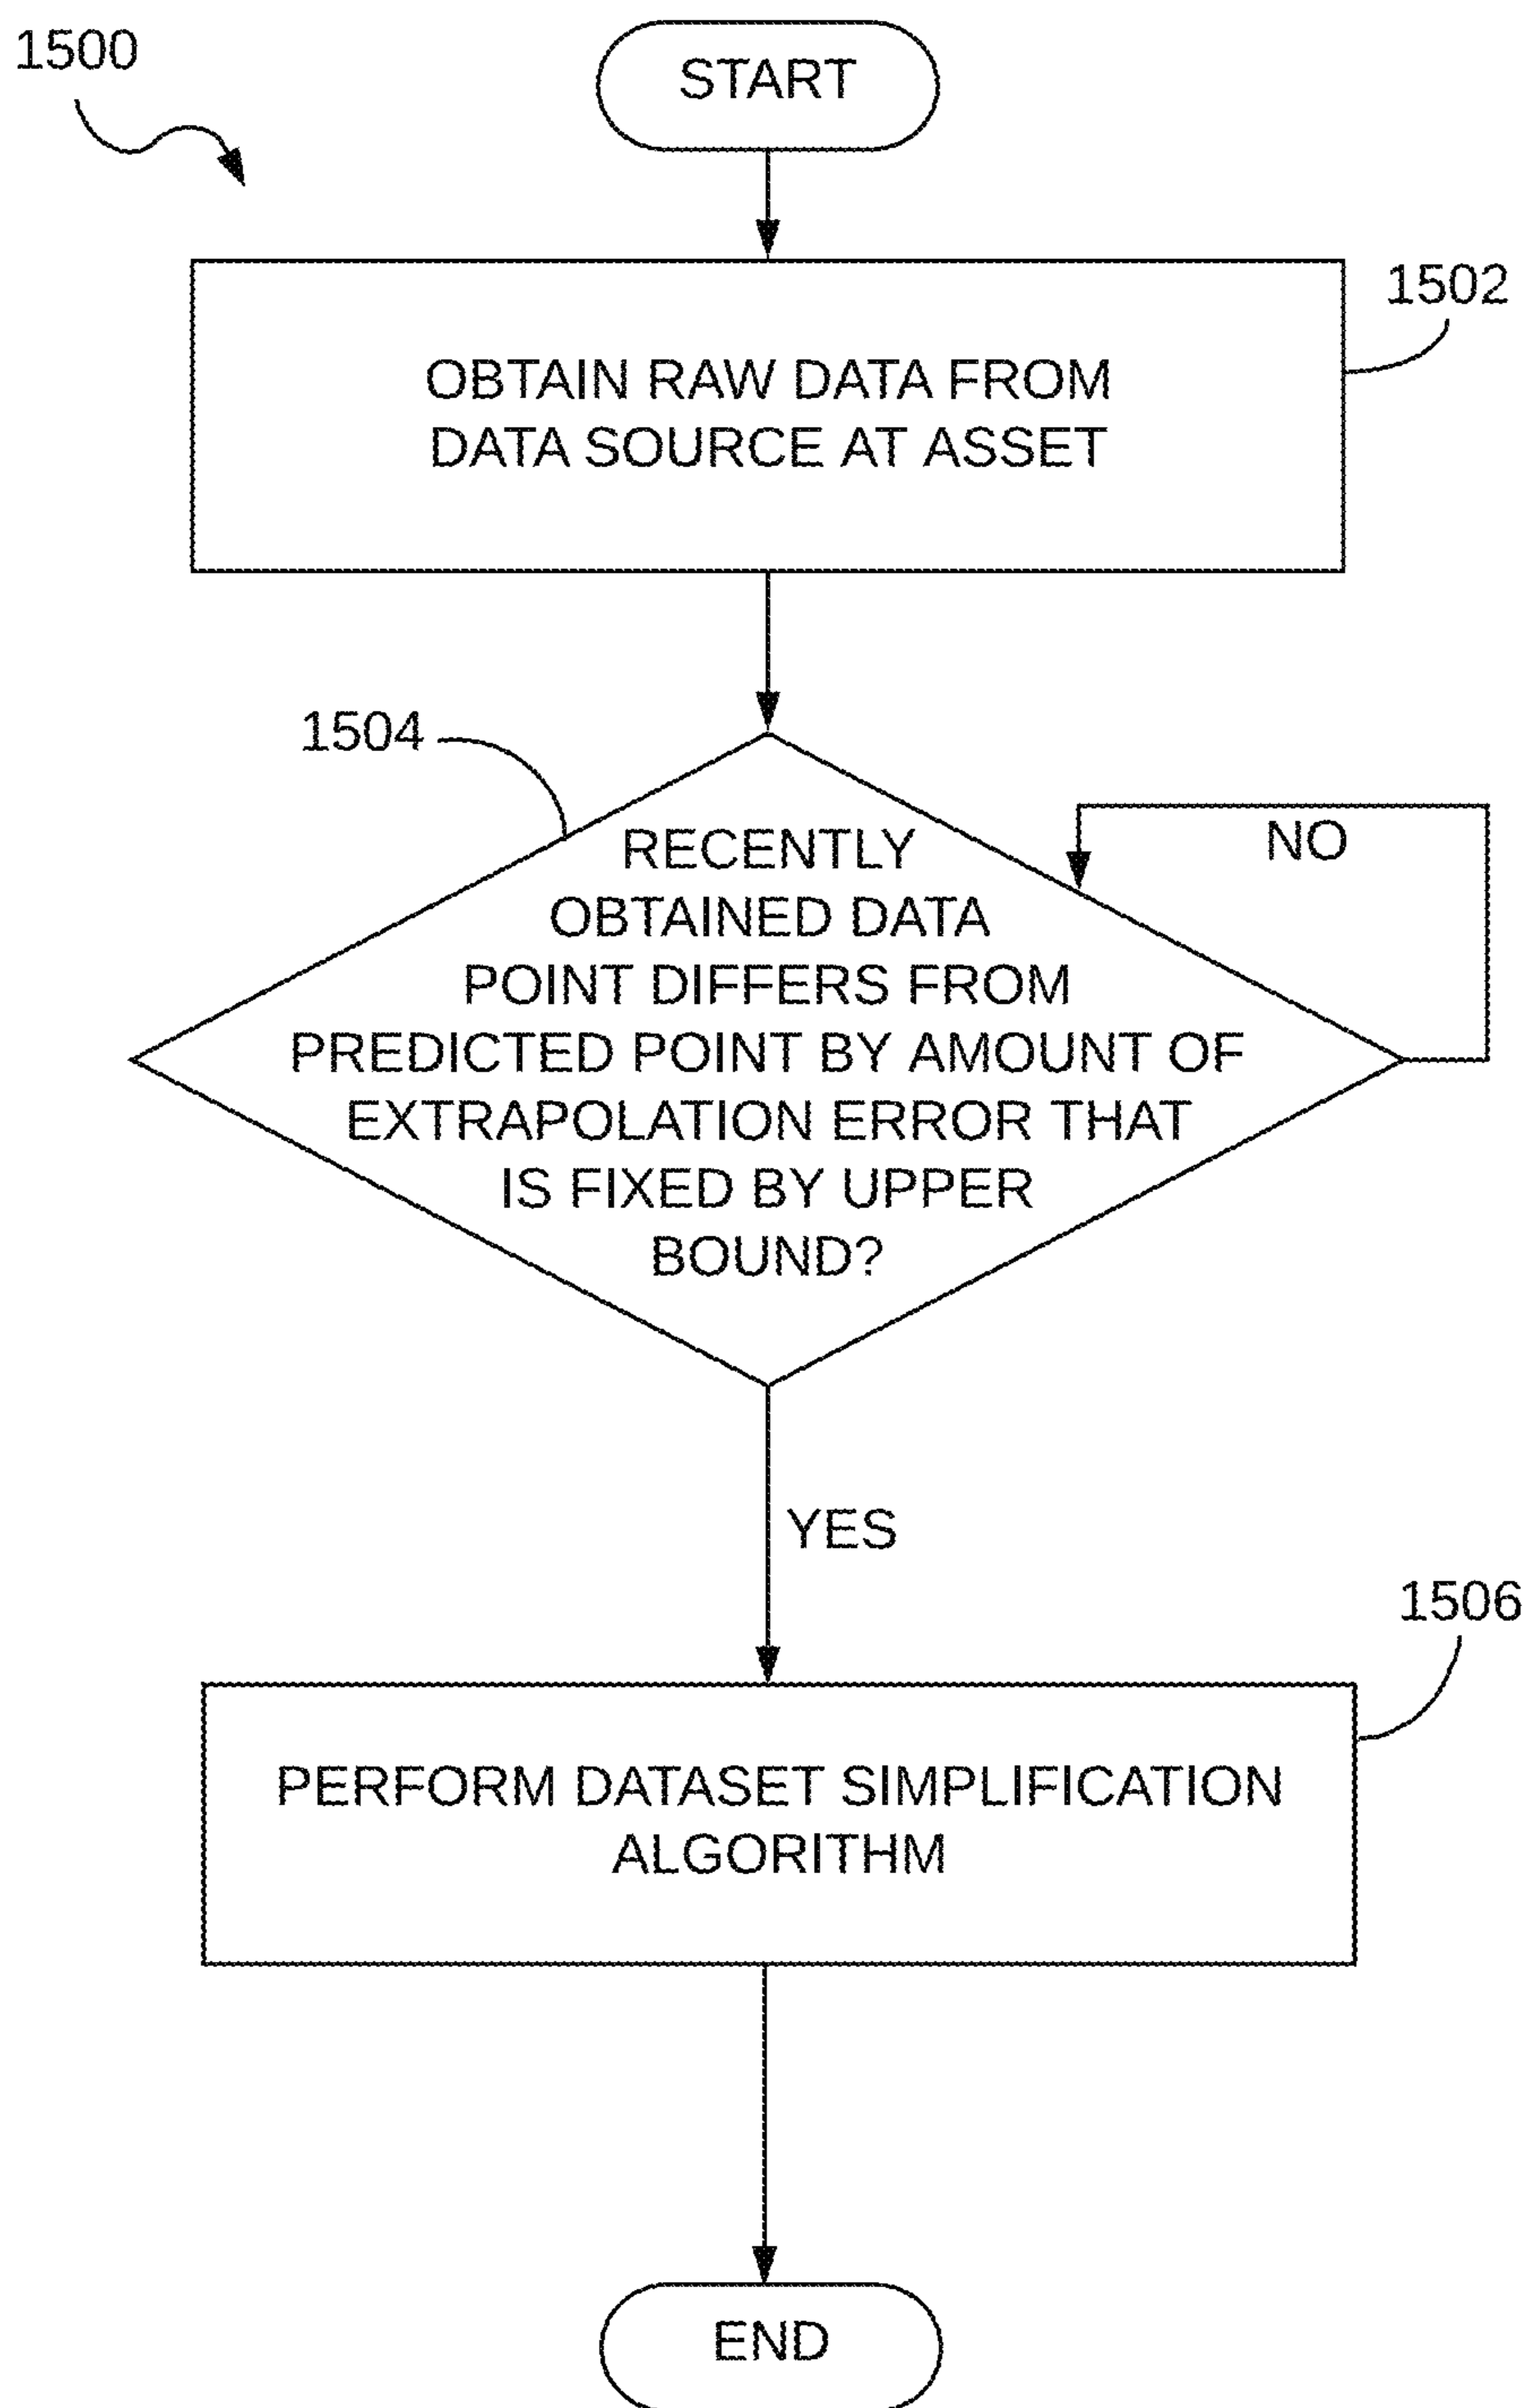 1500
START
1502
OBTAIN RAW DATA FROM
DATA SOURCE AT ASSET
1504
RECENTLY
OBTAINED DATA
POINT DIFFERS FROM
PREDICTED POINT BY AMOUNT OF
EXTRAPOLATION ERROR THAT
IS FIXED BY UPPER
BOUND?
NO
YES
1506
PERFORM DATASET SIMPLIFICATION
ALGORITHM
END